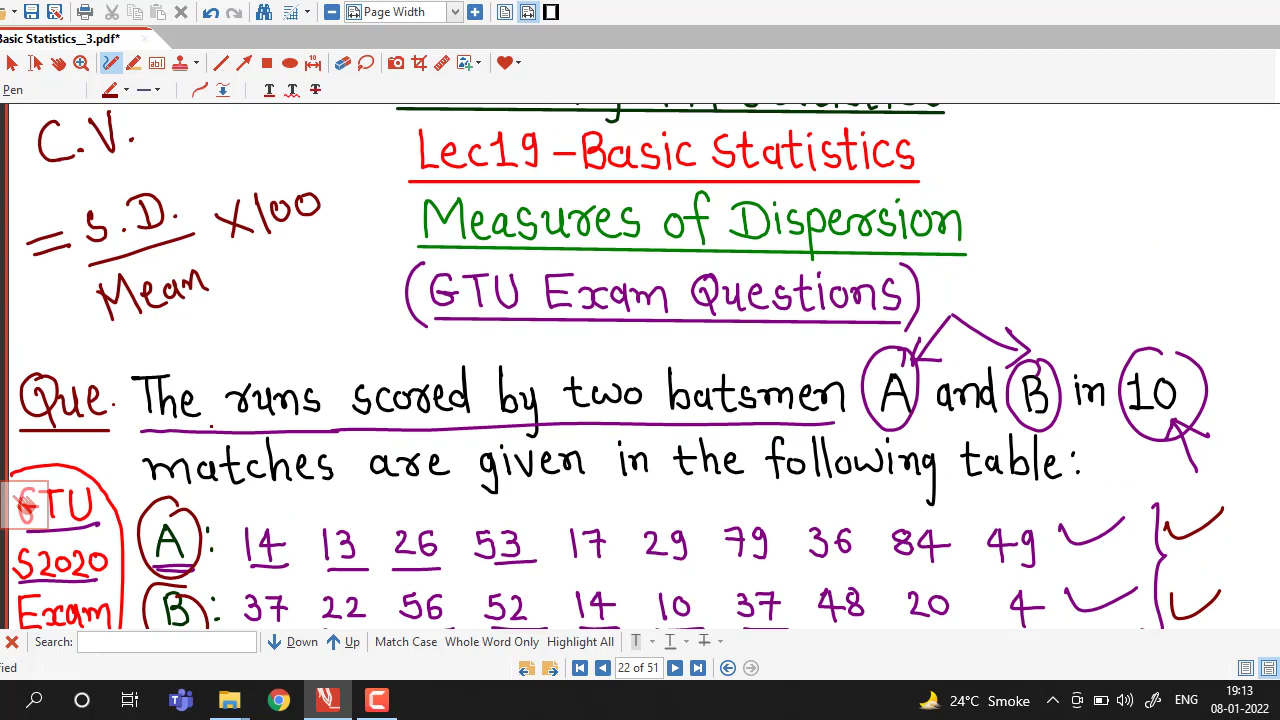 Page Width
Basic Statistics_3.pdf*
Pen
C.V.
= S.D. ×100
Mean
Lec19 - Basic Statistics
Measures of Dispersion
(GTU Exam Questions)
Que. The runs scored by two batsmen A and B in 10
matches are given in the following table:
GTU
S2020
Exam
A: 14 13 26 53 17 29 79 36 84 49
B: 37 22 56 52 14 10 37 48 20 4
Search: Down Up Match Case Whole Word Only Highlight All T T T
fied
22 of 51
24°C Smoke ENG 19:13
08-01-2022